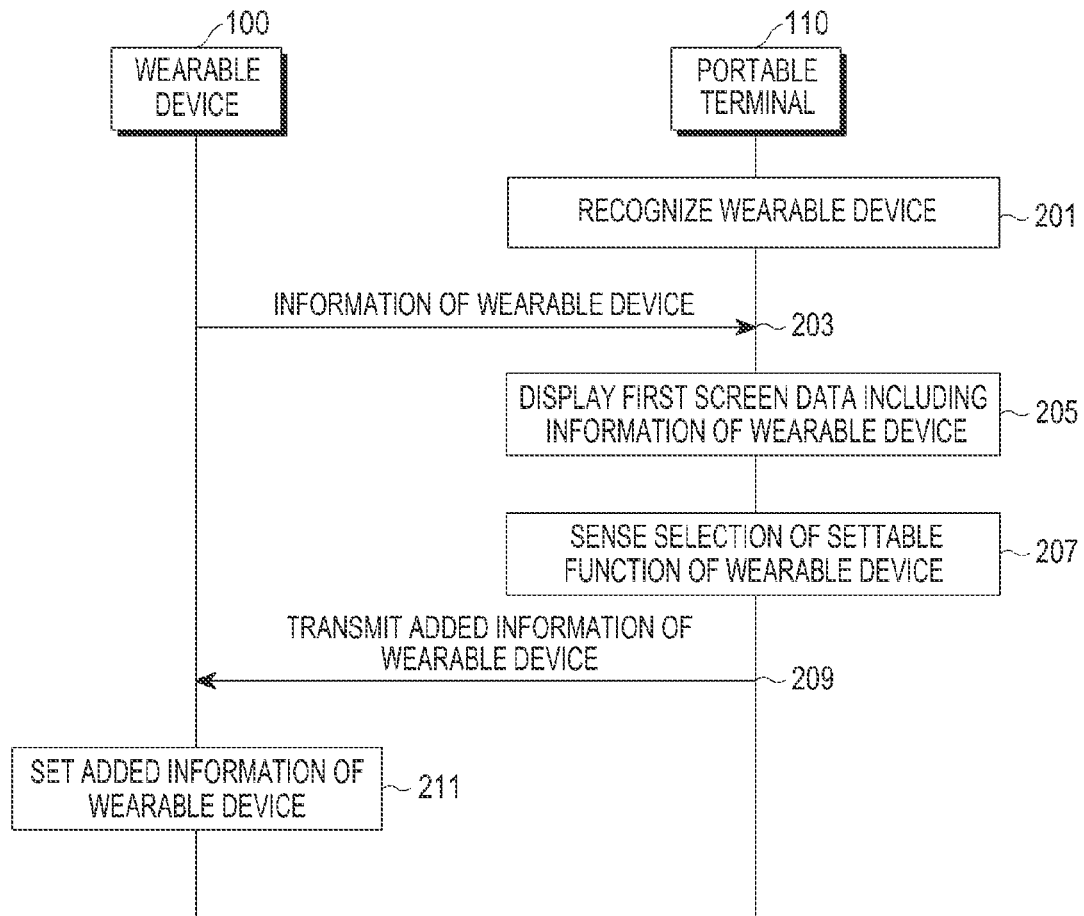 100
110
WEARABLE
DEVICE
PORTABLE
TERMINAL
RECOGNIZE WEARABLE DEVICE
201
INFORMATION OF WEARABLE DEVICE
203
DISPLAY FIRST SCREEN DATA INCLUDING
INFORMATION OF WEARABLE DEVICE
205
SENSE SELECTION OF SETTABLE
FUNCTION OF WEARABLE DEVICE
207
TRANSMIT ADDED INFORMATION OF
WEARABLE DEVICE
209
SET ADDED INFORMATION OF
WEARABLE DEVICE
211